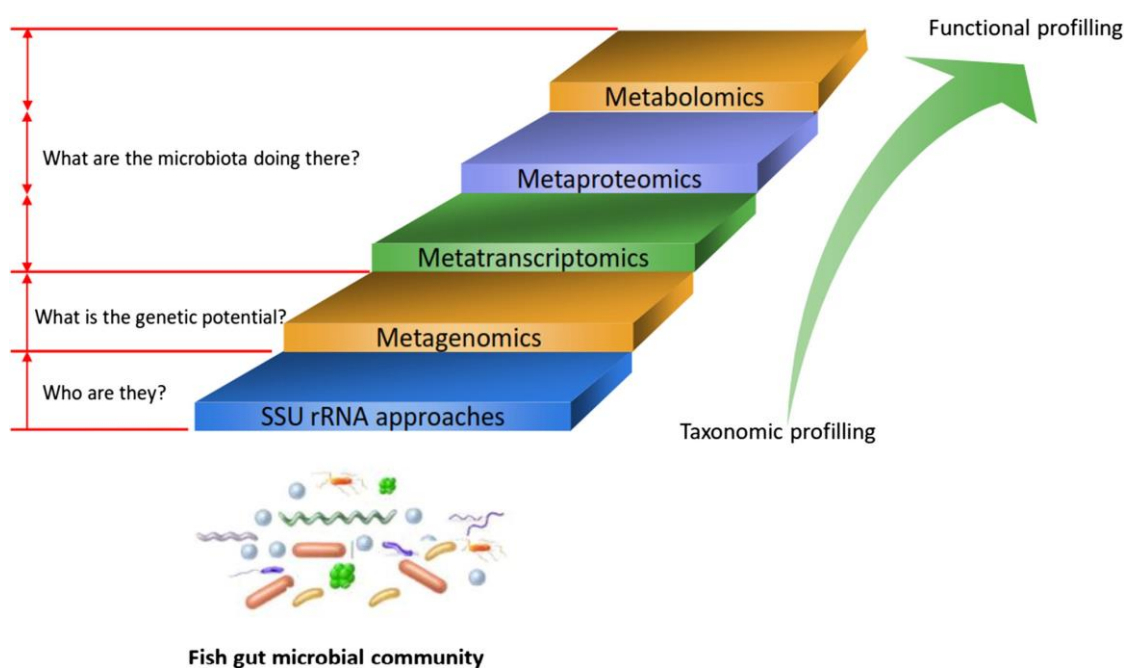 Functional profilling
Metabolomics
What are the microbiota doing there?
Metaproteomics
Metatranscriptomics
What is the genetic potential?
Metagenomics
Who are they?
SSU rRNA approaches
Taxonomic profilling
Fish gut microbial community